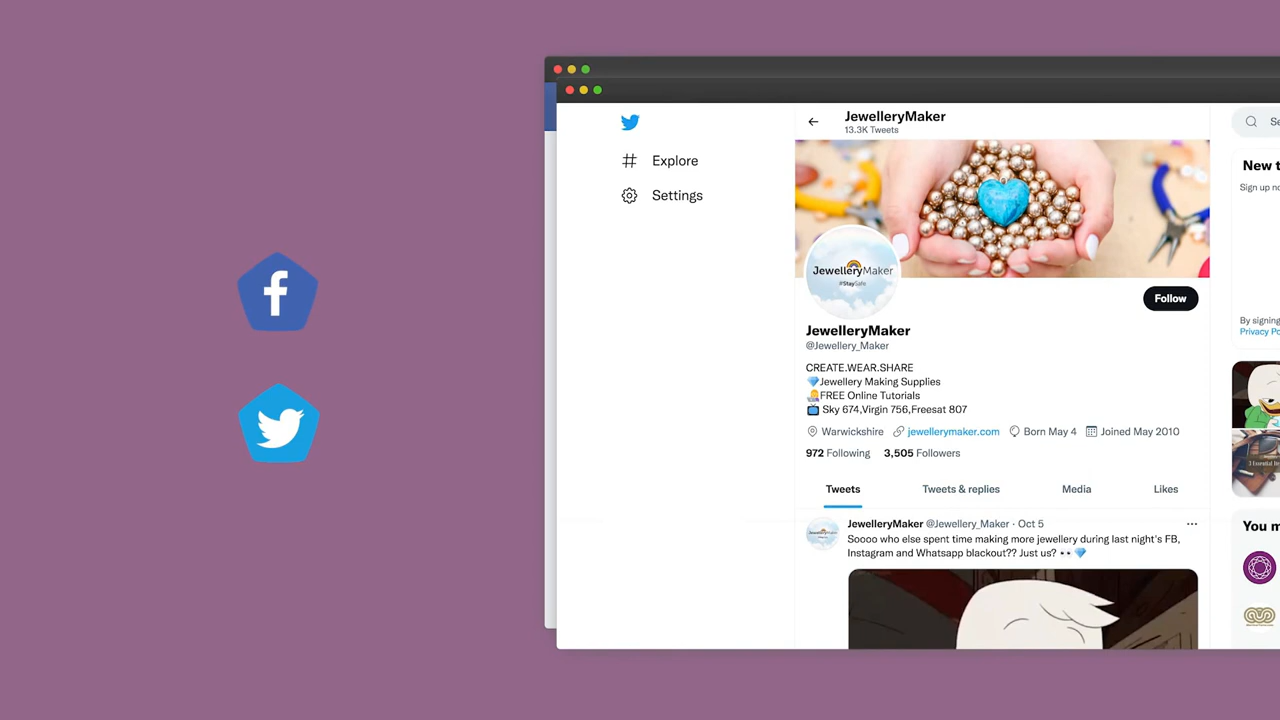 JewelleryMaker
13.3K Tweets
Explore
Settings
JewelleryMaker
#StaySafe
Follow
JewelleryMaker
@Jewellery_Maker
CREATE.WEAR.SHARE
💎Jewellery Making Supplies
FREE Online Tutorials
📺 Sky 674,Virgin 756,Freesat 807
Warwickshire jewellerymaker.com Born May 4 Joined May 2010
972 Following 3,505 Followers
Tweets Tweets & replies Media Likes
JewelleryMaker @Jewellery_Maker · Oct 5
Soooo who else spent time making more jewellery during last night's FB,
Instagram and Whatsapp blackout?? Just us? 👀 💎
Se
New t
Sign up no
By signing
Privacy Po
You m